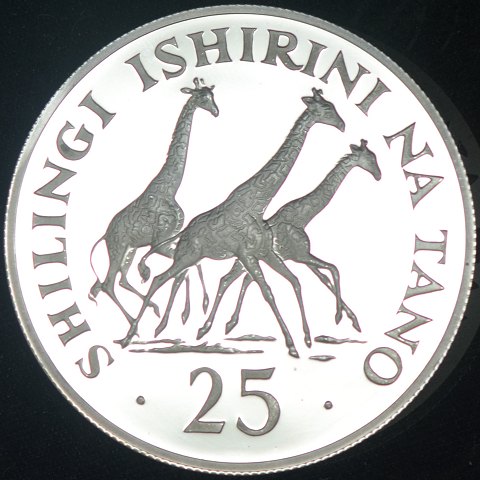 SHILINGI ISHIRINI NA TANO
· 25 ·